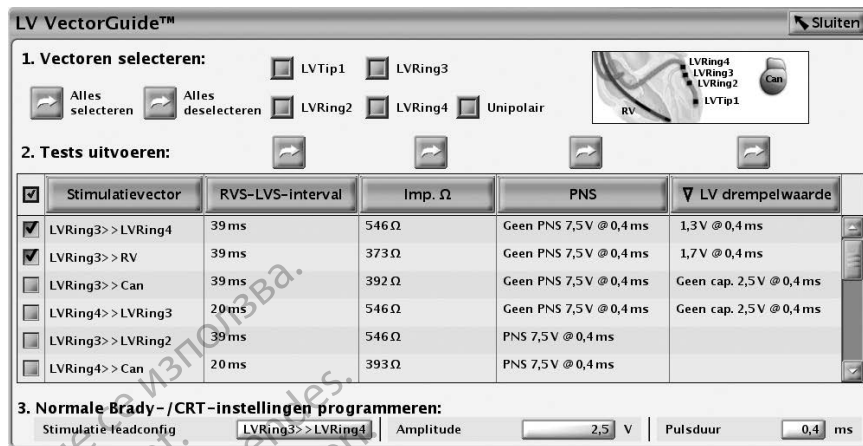 LV VectorGuide™
Sluiten
1. Vectoren selecteren:
LVTip1 LVRing3
Alles selecteren
Alles deselecteren
LVRing2 LVRing4 Unipolair
LVRing4
LVRing3
LVRing2
LVTip1
RV
Can
2. Tests uitvoeren:
Stimulatievector RVS-LVS-interval Imp. Ω PNS ∇ LV drempelwaarde
LVRing3>>LVRing4 39 ms 546 Ω Geen PNS 7,5 V @ 0,4 ms 1,3 V @ 0,4 ms
LVRing3>>RV 39 ms 373 Ω Geen PNS 7,5 V @ 0,4 ms 1,7 V @ 0,4 ms
LVRing3>>Can 39 ms 392 Ω Geen PNS 7,5 V @ 0,4 ms Geen cap. 2,5 V @ 0,4 ms
LVRing4>>LVRing3 20 ms 546 Ω Geen PNS 7,5 V @ 0,4 ms Geen cap. 2,5 V @ 0,4 ms
LVRing3>>LVRing2 39 ms 546 Ω PNS 7,5 V @ 0,4 ms
LVRing4>>Can 20 ms 393 Ω PNS 7,5 V @ 0,4 ms
3. Normale Brady-/CRT-instellingen programmeren:
Stimulatie leadconfig LVRing3>>LVRing4 Amplitude 2,5 V Pulsduur 0,4 ms
се използва.